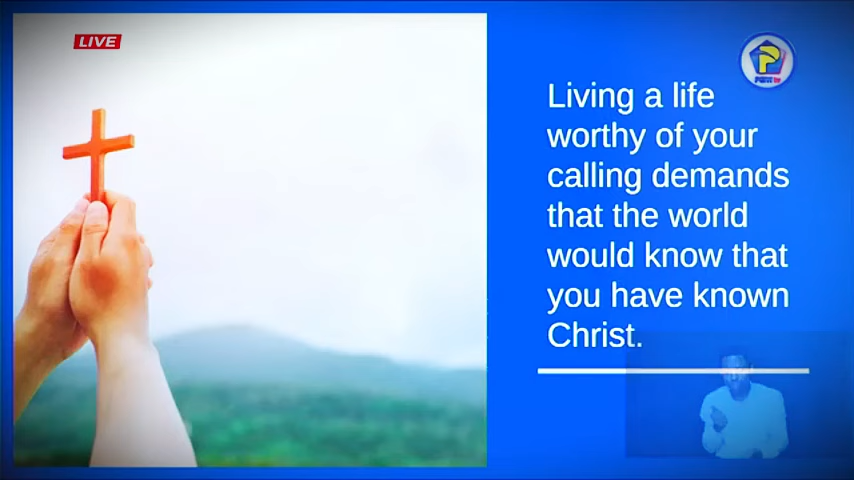 LIVE
P
Living a life
worthy of your
calling demands
that the world
would know that
you have known
Christ.